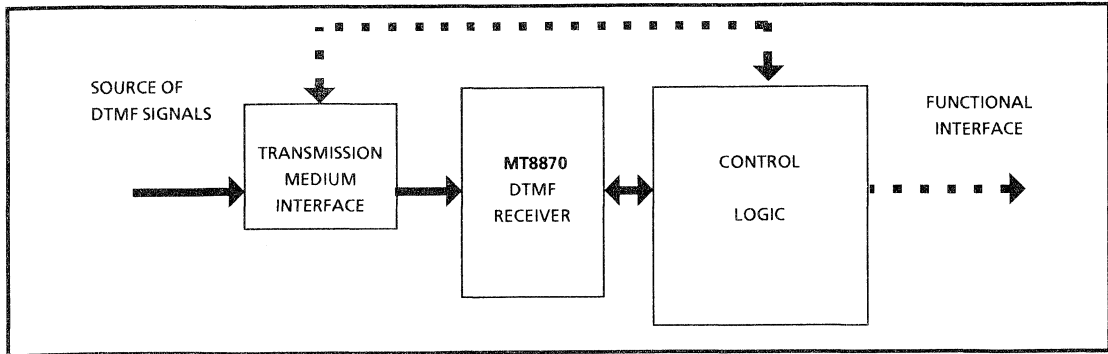 SOURCE OF
DTMF SIGNALS
TRANSMISSION
MEDIUM
INTERFACE
MT8870
DTMF
RECEIVER
CONTROL
LOGIC
FUNCTIONAL
INTERFACE